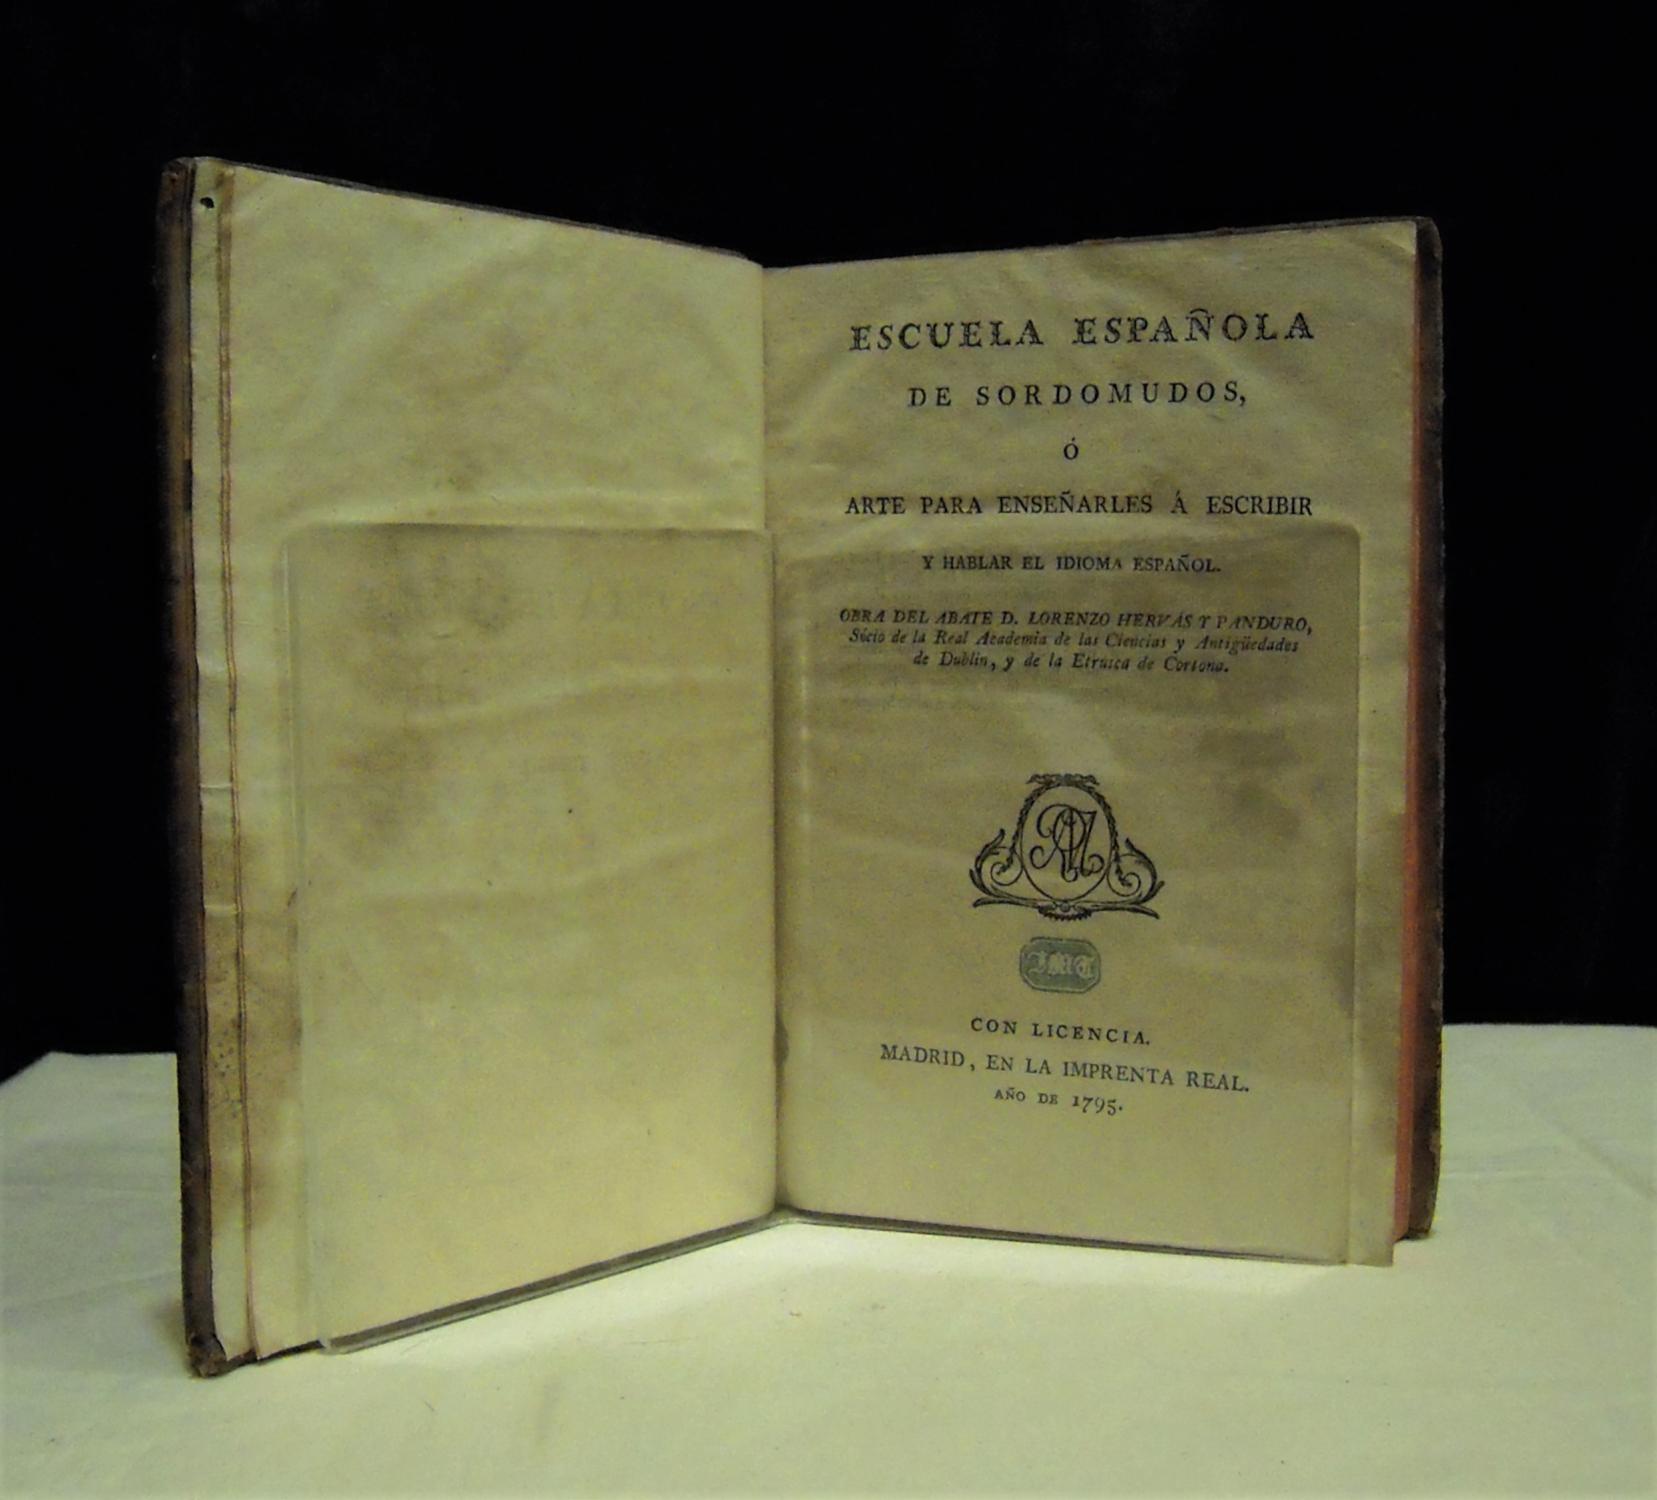 ESCUELA ESPAÑOLA
DE SORDOMUDOS,
Ó
ARTE PARA ENSEÑARLES Á ESCRIBIR
Y HABLAR EL IDIOMA ESPAÑOL.
OBRA DEL ABATE D. LORENZO HERVÁS Y PANDURO,
Sócio de la Real Academia de las Ciencias y Antigüedades
de Dublin, y de la Etrusca de Cortona.
CON LICENCIA.
MADRID, EN LA IMPRENTA REAL.
AÑO DE 1795.